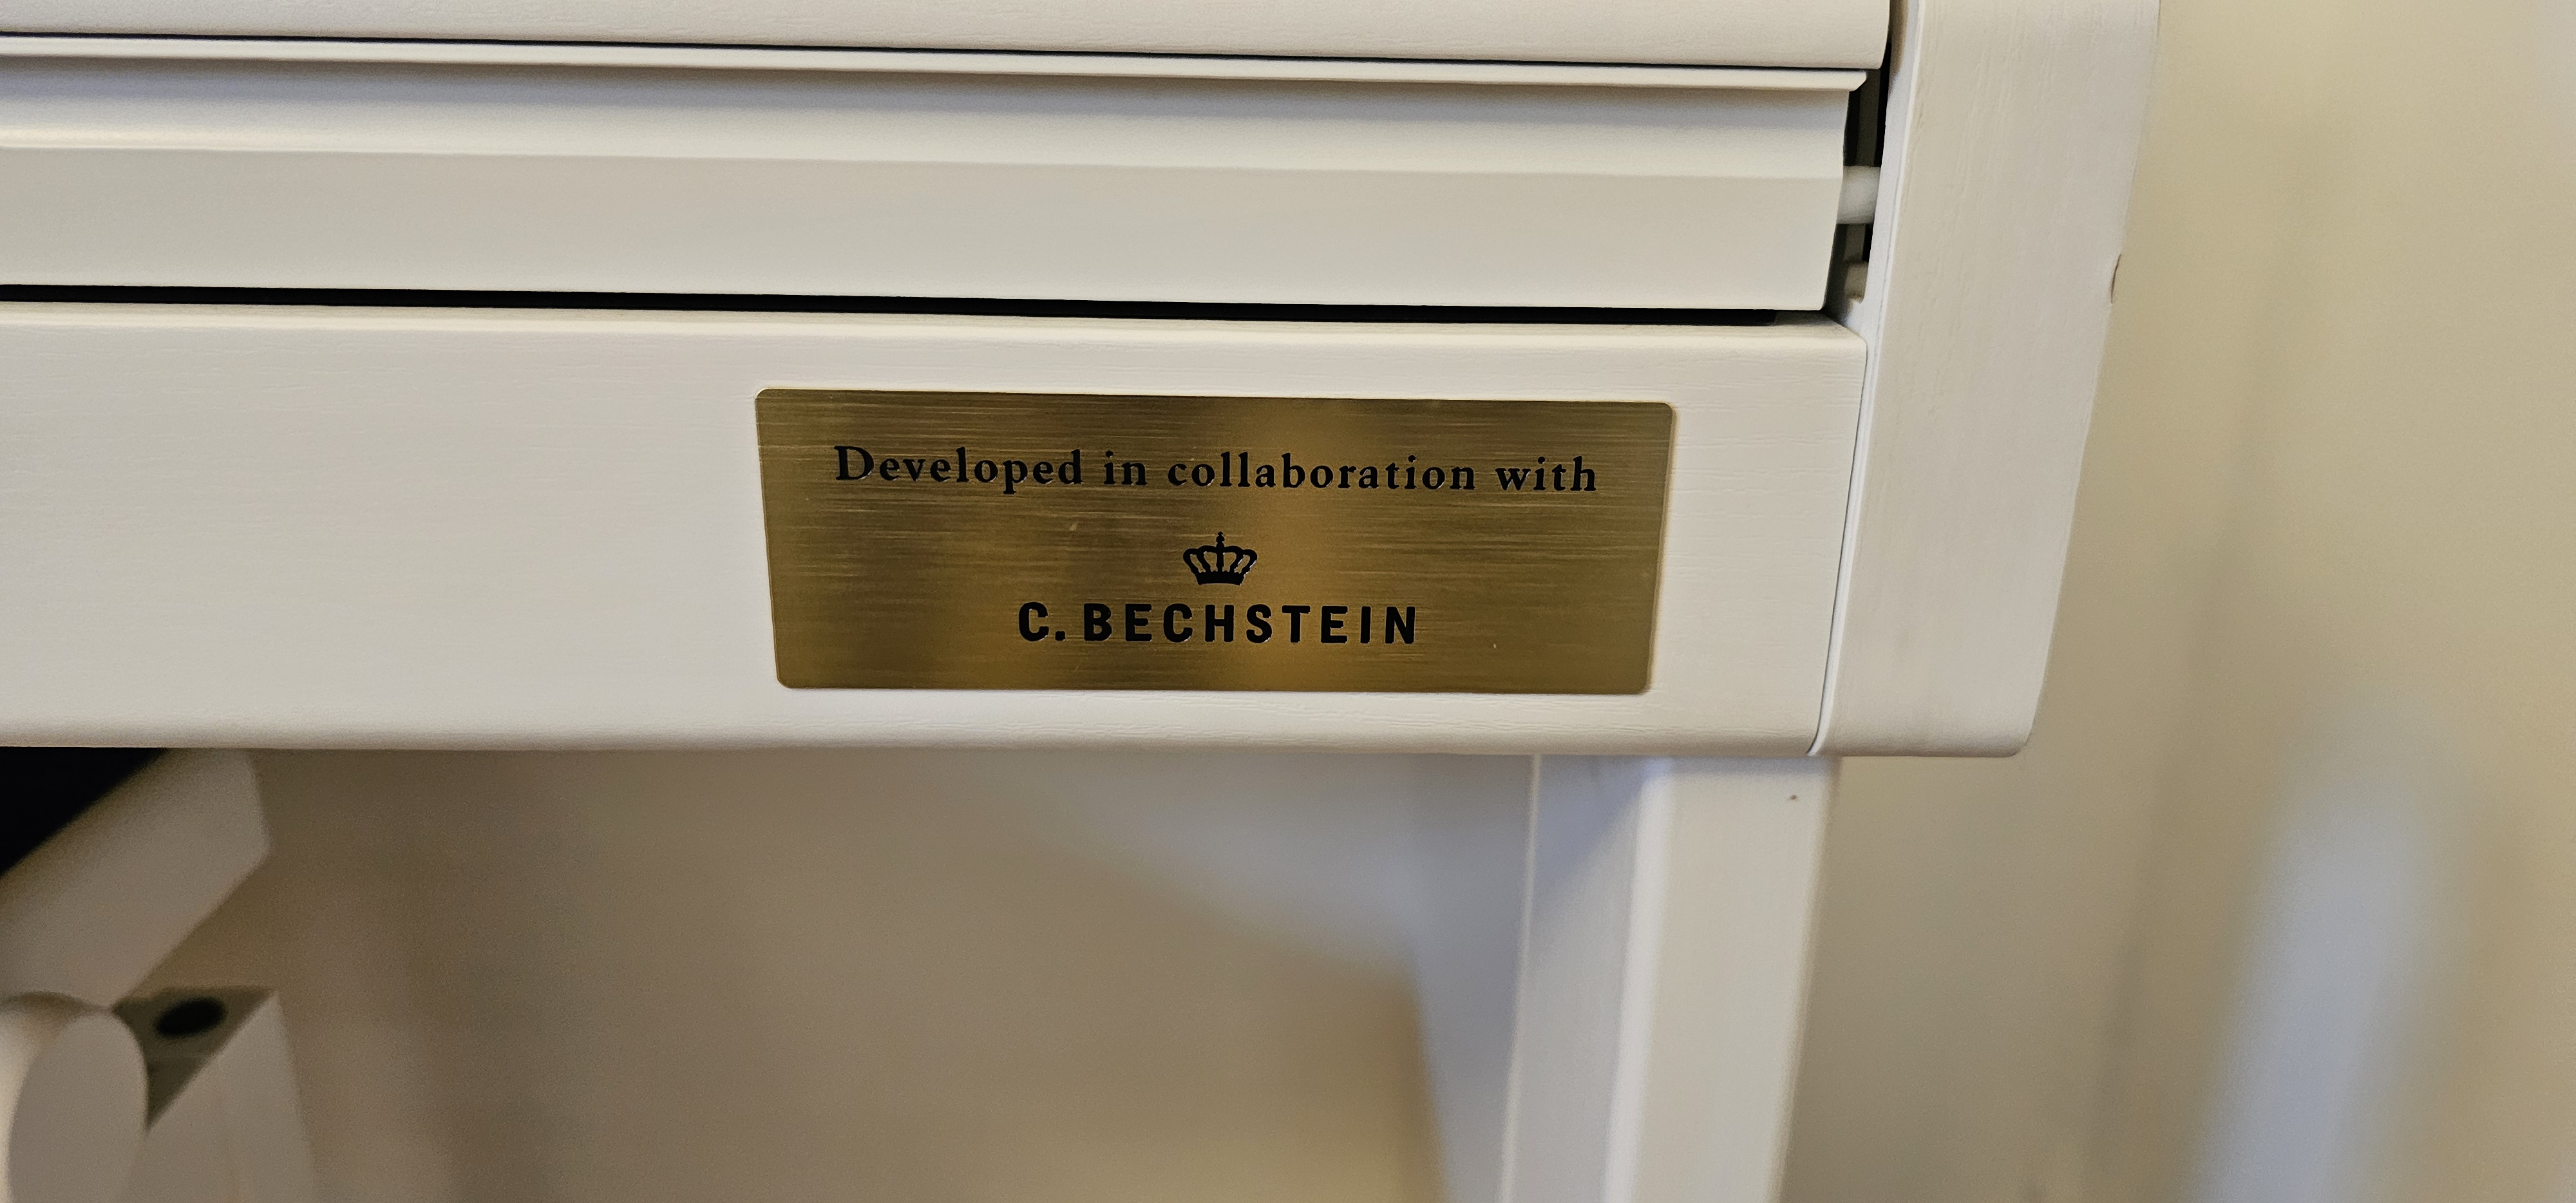 Developed in collaboration with
C. BECHSTEIN